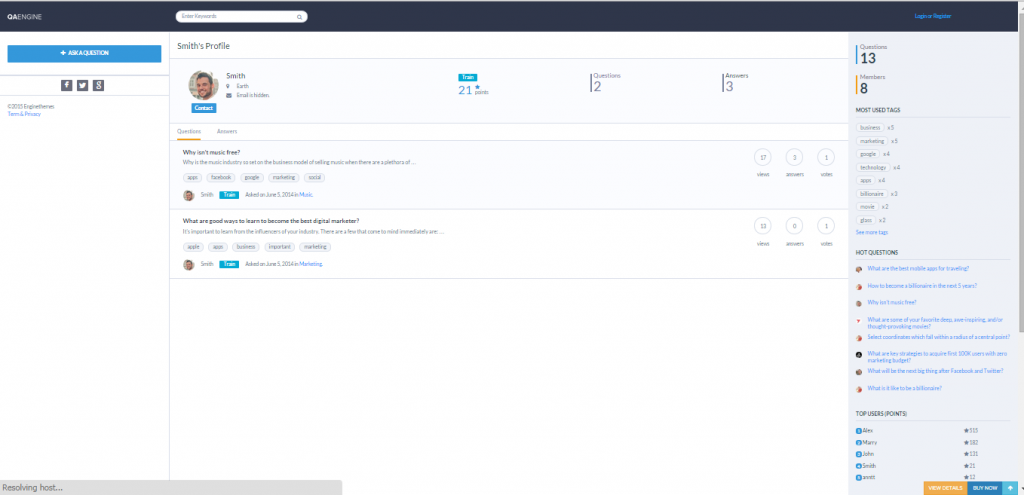 QAENGINE
Enter Keywords
Login or Register
ASK A QUESTION
©2013 Enginethemes
Term & Privacy
Smith's Profile
Smith
Earth
Email is hidden.
Contact
Train
21 points
Questions
2
Answers
3
Questions Answers
Why isn't music free?
Why is the music industry so set on the business model of selling music when there are a plethora of ...
apps facebook google marketing social
Smith Train Asked on June 5, 2014 in Music.
17 3 1
views answers votes
What are good ways to learn to become the best digital marketer?
It's important to learn from the influencers of your industry. There are a few that come to mind immediately are: ...
apple apps business important marketing
Smith Train Asked on June 5, 2014 in Marketing.
13 0 1
views answers votes
Questions
13
Members
8
MOST USED TAGS
business x 5
marketing x 5
google x 4
technology x 4
apps x 4
billionaire x 3
movie x 2
glass x 2
See more tags
HOT QUESTIONS
What are the best mobile apps for traveling?
How to become a billionaire in the next 5 years?
Why isn't music free?
What are some of your favorite deep, awe-inspiring, and/or
thought-provoking movies?
Select coordinates which fall within a radius of a central point?
What are key strategies to acquire first 100K users with zero
marketing budget?
What will be the next big thing after Facebook and Twitter?
What is it like to be a billionaire?
TOP USERS (POINTS)
1 Alex 515
2 Marry 182
3 John 131
4 Smith 21
5 anett 12
VIEW DETAILS BUY NOW +
Resolving host...